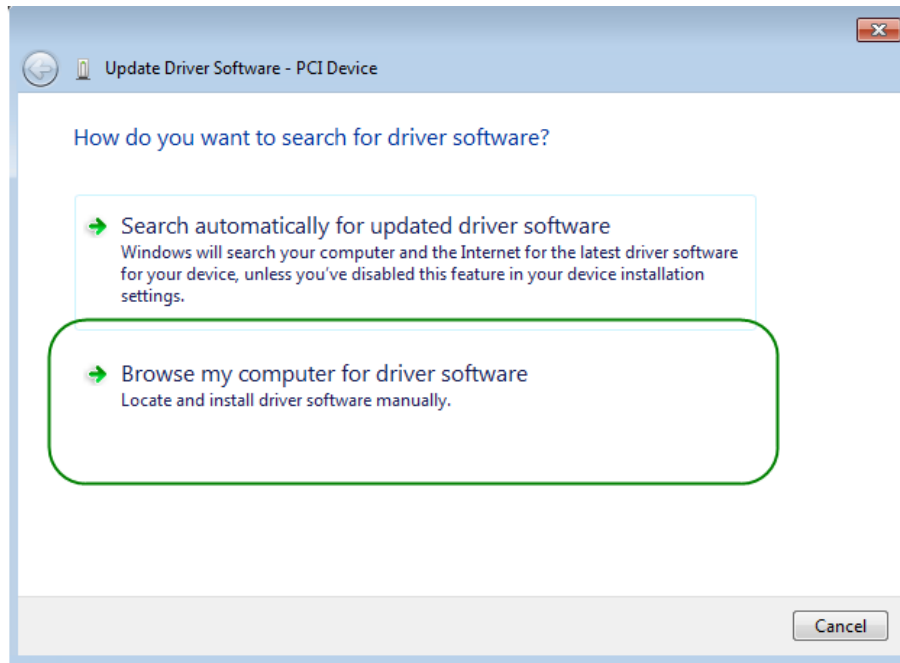 Update Driver Software - PCI Device
How do you want to search for driver software?
Search automatically for updated driver software
Windows will search your computer and the Internet for the latest driver software
for your device, unless you've disabled this feature in your device installation
settings.
Browse my computer for driver software
Locate and install driver software manually.
Cancel